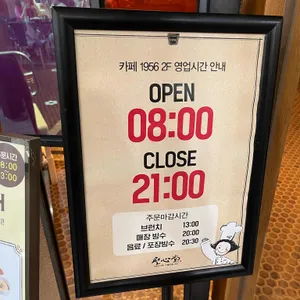 카페 1956 2F 영업시간 안내
OPEN
08:00
CLOSE
21:00
주문마감시간
브런치 13:00
매장 빙수 20:00
음료 / 포장빙수 20:30